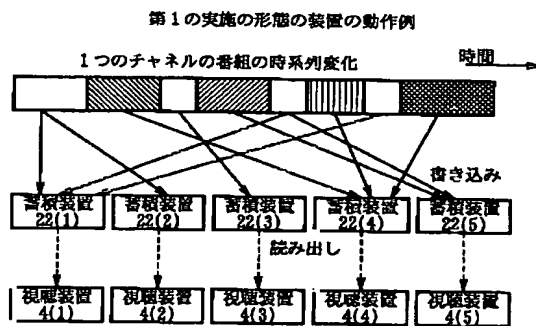 第1の実施の形態の装置の動作例
1つのチャネルの番組の時系列変化
時間
書き込み
蓄積装置 蓄積装置 蓄積装置 蓄積装置 蓄積装置
22(1) 22(2) 22(3) 22(4) 22(5)
読み出し
視聴装置 視聴装置 視聴装置 視聴装置 視聴装置
4(1) 4(2) 4(3) 4(4) 4(5)